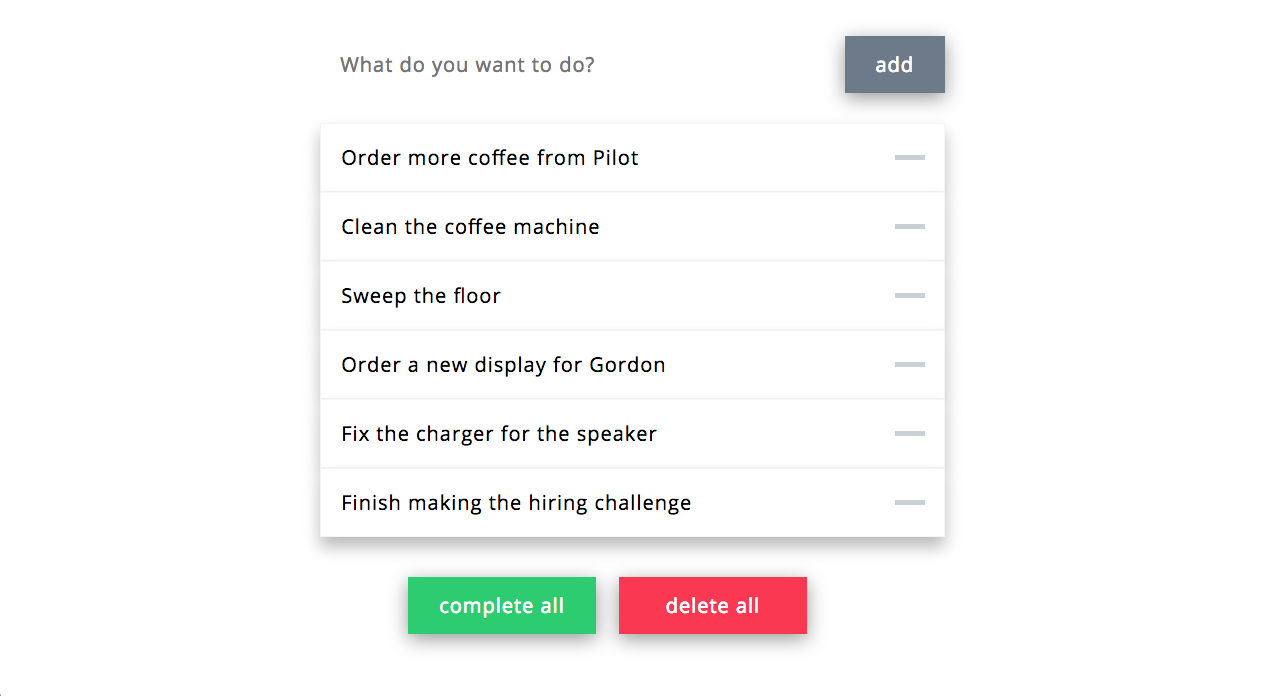 What do you want to do?
add
Order more coffee from Pilot
Clean the coffee machine
Sweep the floor
Order a new display for Gordon
Fix the charger for the speaker
Finish making the hiring challenge
complete all
delete all